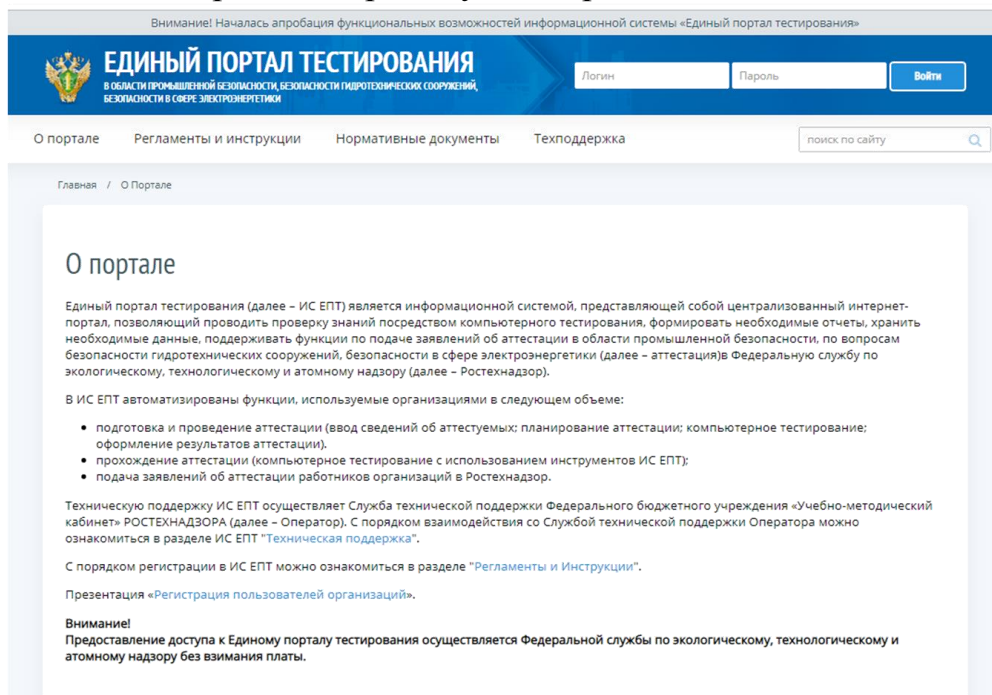 Внимание! Началась апробация функциональных возможностей информационной системы «Единый портал тестирования»
ЕДИНЫЙ ПОРТАЛ ТЕСТИРОВАНИЯ
В ОБЛАСТИ ПРОМЫШЛЕННОЙ БЕЗОПАСНОСТИ, БЕЗОПАСНОСТИ ГИДРОТЕХНИЧЕСКИХ СООРУЖЕНИЙ,
БЕЗОПАСНОСТИ В СФЕРЕ ЭЛЕКТРОЭНЕРГЕТИКИ
Логин Пароль Войти
О портале Регламенты и инструкции Нормативные документы Техподдержка поиск по сайту
Главная / О Портале
О портале
Единый портал тестирования (далее – ИС ЕПТ) является информационной системой, представляющей собой централизованный интернет-
портал, позволяющий проводить проверку знаний посредством компьютерного тестирования, формировать необходимые отчеты, хранить
необходимые данные, поддерживать функции по подаче заявлений об аттестации в области промышленной безопасности, по вопросам
безопасности гидротехнических сооружений, безопасности в сфере электроэнергетики (далее – аттестация)в Федеральную службу по
экологическому, технологическому и атомному надзору (далее – Ростехнадзор).
В ИС ЕПТ автоматизированы функции, используемые организациями в следующем объеме:
• подготовка и проведение аттестации (ввод сведений об аттестуемых; планирование аттестации; компьютерное тестирование;
оформление результатов аттестации).
• прохождение аттестации (компьютерное тестирование с использованием инструментов ИС ЕПТ);
• подача заявлений об аттестации работников организаций в Ростехнадзор.
Техническую поддержку ИС ЕПТ осуществляет Служба технической поддержки Федерального бюджетного учреждения «Учебно-методический
кабинет» РОСТЕХНАДЗОРА (далее – Оператор). С порядком взаимодействия со Службой технической поддержки Оператора можно
ознакомиться в разделе ИС ЕПТ "Техническая поддержка".
С порядком регистрации в ИС ЕПТ можно ознакомиться в разделе "Регламенты и Инструкции".
Презентация «Регистрация пользователей организаций».
Внимание!
Предоставление доступа к Единому порталу тестирования осуществляется Федеральной службы по экологическому, технологическому и
атомному надзору без взимания платы.